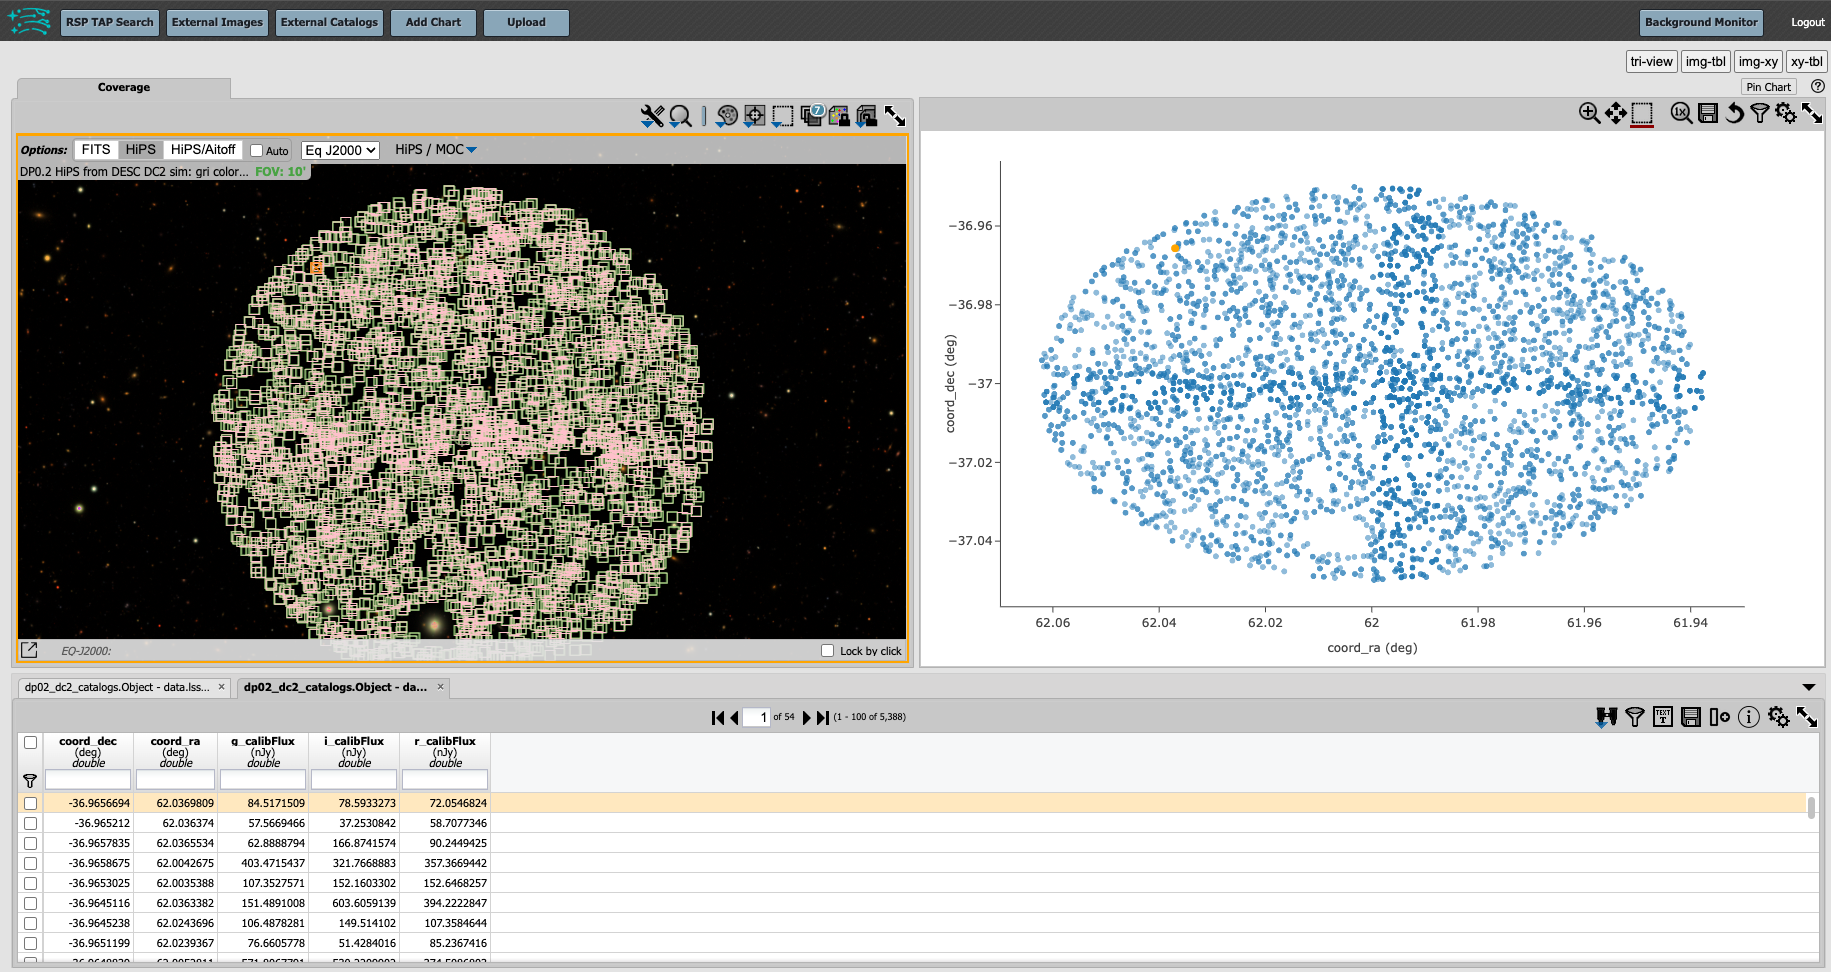 RSP TAP Search External Images External Catalogs Add Chart Upload Background Monitor Logout
tri-view img-tbl img-xy xy-tbl
Coverage
Pin Chart
7
1x
Options: FITS HiPS HiPS/Aitoff Auto Eq J2000 HiPS / MOC
DP0.2 HiPS from DESC DC2 sim: gri color... FOV: 10'
EQ-J2000: Lock by click
coord_dec (deg)
−36.96
−36.98
−37
−37.02
−37.04
62.06 62.04 62.02 62 61.98 61.96 61.94
coord_ra (deg)
dp02_dc2_catalogs.Object - data.lss... × dp02_dc2_catalogs.Object - da... ×
1 of 54 (1 - 100 of 5,388)
TEXT
coord_dec coord_ra g_calibFlux i_calibFlux r_calibFlux
(deg) (deg) (nJy) (nJy) (nJy)
double double double double double
-36.9656694 62.0369809 84.5171509 78.5933273 72.0546824
-36.965212 62.036374 57.5669466 37.2530842 58.7077346
-36.9657835 62.0365534 62.8888794 166.8741574 90.2449425
-36.9658675 62.0042675 403.4715437 321.7668883 357.3669442
-36.9653025 62.0035388 107.3527571 152.1603302 152.6468257
-36.9645116 62.0363382 151.4891008 603.6059139 394.2222847
-36.9645238 62.0243696 106.4878281 149.514102 107.3584644
-36.9651199 62.0239367 76.6605778 51.4284016 85.2367416